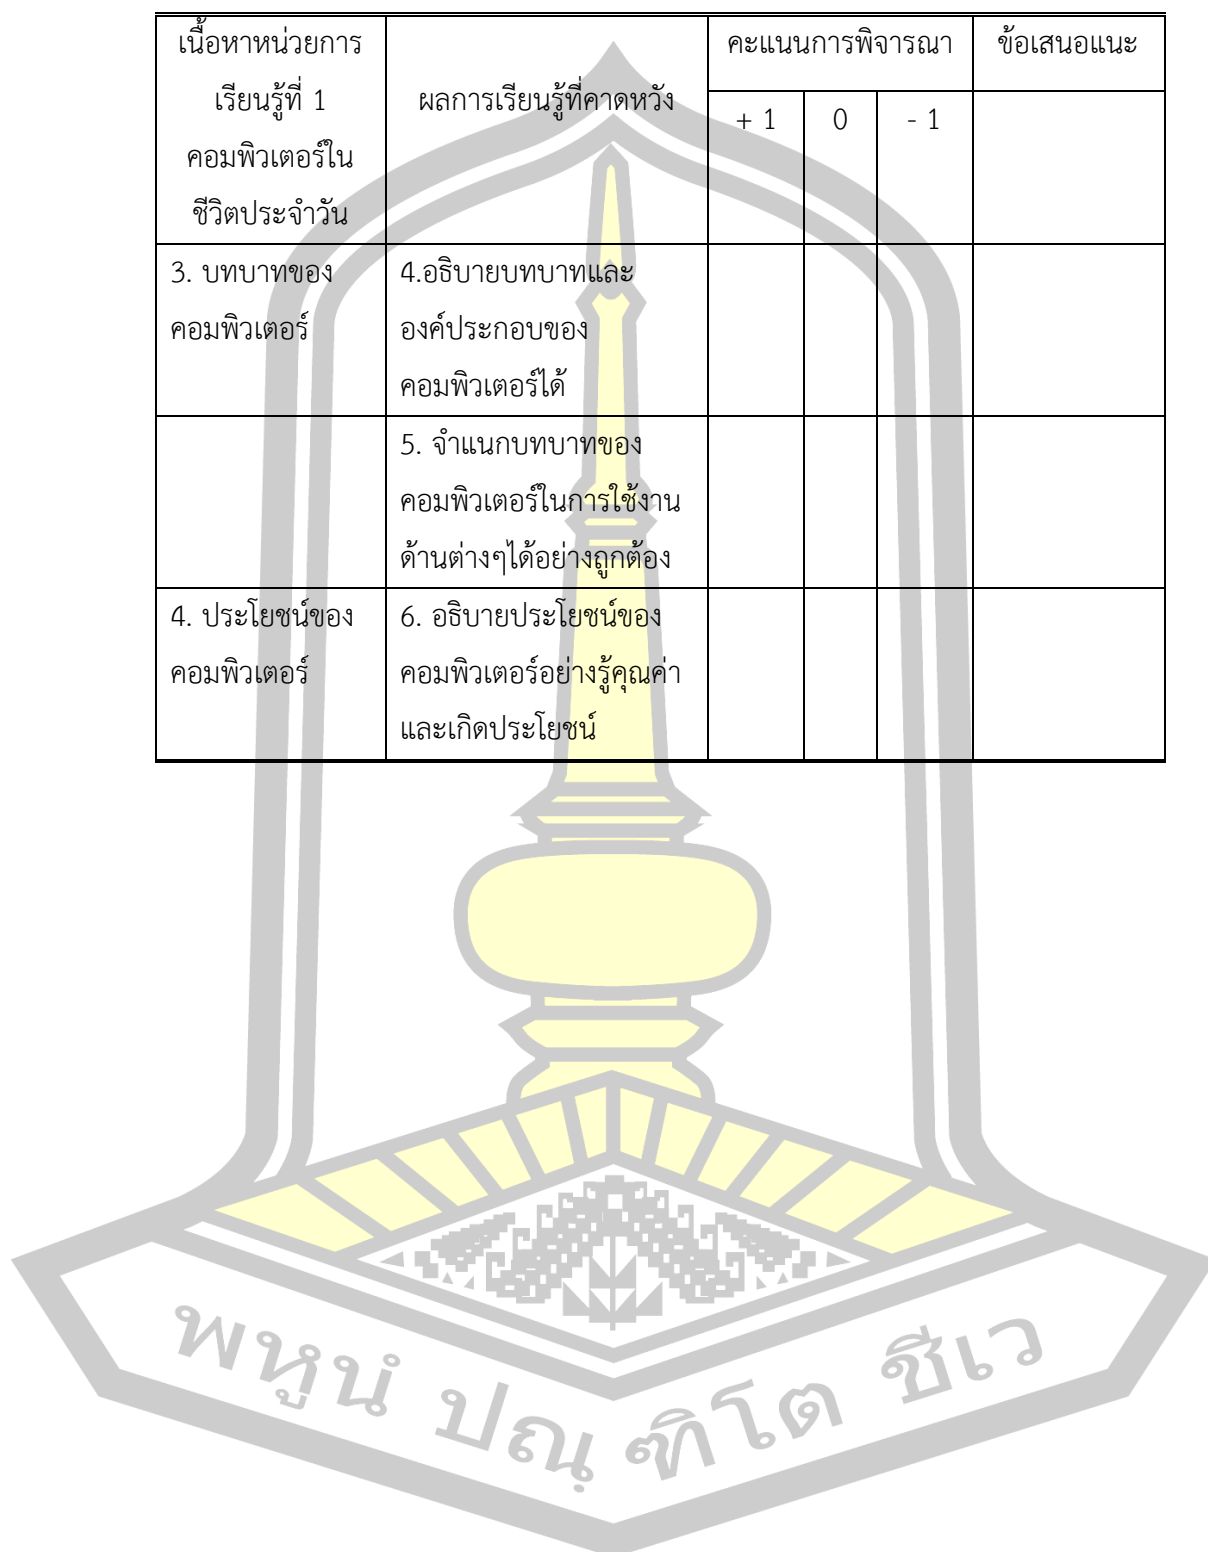 เนื้อหาหน่วยการ
เรียนรู้ที่ 1
คอมพิวเตอร์ใน
ชีวิตประจำวัน
ผลการเรียนรู้ที่คาดหวัง
คะแนนการพิจารณา
ข้อเสนอแนะ
+ 1 0 - 1
3. บทบาทของ
คอมพิวเตอร์
4.อธิบายบทบาทและ
องค์ประกอบของ
คอมพิวเตอร์ได้
5. จำแนกบทบาทของ
คอมพิวเตอร์ในการใช้งาน
ด้านต่างๆได้อย่างถูกต้อง
4. ประโยชน์ของ
คอมพิวเตอร์
6. อธิบายประโยชน์ของ
คอมพิวเตอร์อย่างรู้คุณค่า
และเกิดประโยชน์
พหูนํ ปณฺ ฑิโต ชีเว